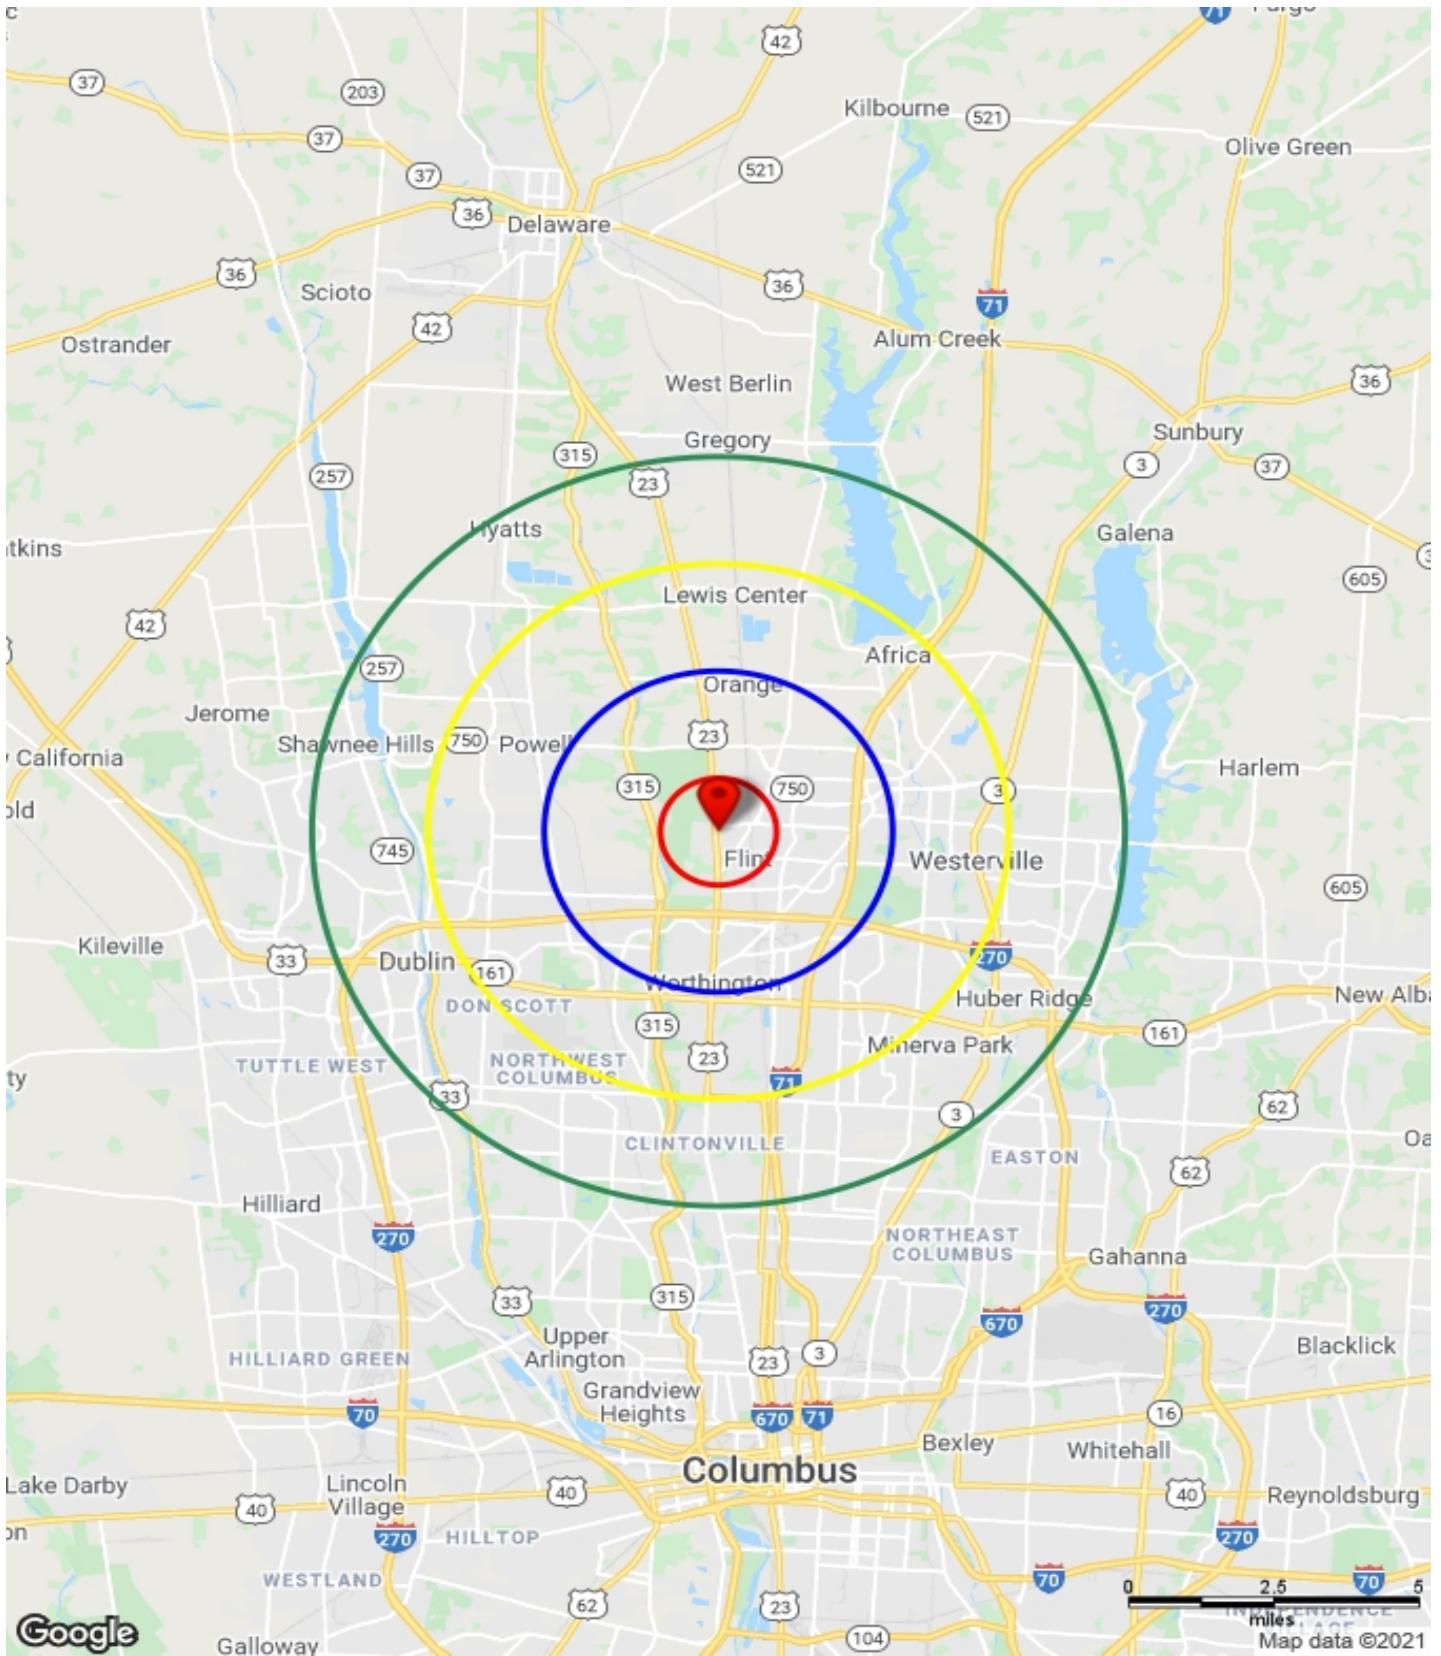 71
42
37
203
Kilbourne
521
37
Olive Green
521
37
36
Delaware
36
36
Scioto
71
42
Alum Creek
Ostrander
West Berlin
36
Gregory
Sunbury
315
3
37
257
23
Hyatts
Galena
605
Lewis Center
42
Africa
257
Orange
Jerome
23
Shawnee Hills
750
Powell
California
Harlem
315
750
3
745
Flint
Westerville
605
Kileville
33
Dublin
161
270
Worthington
DON SCOTT
Huber Ridge
New Alba
315
161
NORTHWEST
COLUMBUS
23
Minerva Park
TUTTLE WEST
71
33
62
3
CLINTONVILLE
EASTON
62
Hilliard
270
NORTHEAST
COLUMBUS
Gahanna
315
33
670
270
Upper
Arlington
23
3
Blacklick
HILLIARD GREEN
Grandview
Heights
70
670
71
16
Bexley
Whitehall
Columbus
Lake Darby
Lincoln
Village
40
40
40
Reynoldsburg
270
HILLTOP
270
WESTLAND
70
70
0 2.5 5
miles
62
23
INDEPENDENCE
VILLAGE
Google
Galloway
104
Map data ©2021